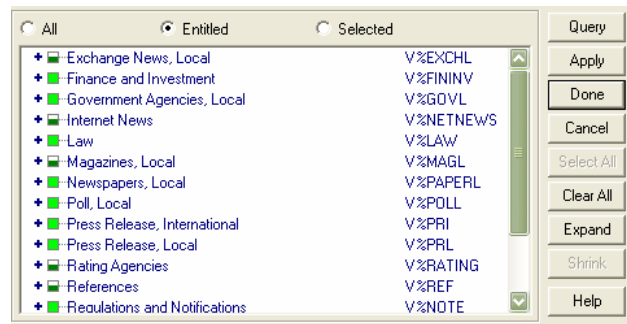 All Entitled Selected Query
Exchange News, Local V%EXCHL
Finance and Investment V%FININV Apply
Government Agencies, Local V%GOVL Done
Internet News V%NETNEWS
Law V%LAW Cancel
Magazines, Local V%MAGL Select All
Newspapers, Local V%PAPERL
Poll, Local V%POLL Clear All
Press Release, International V%PRI Expand
Press Release, Local V%PRL
Rating Agencies V%RATING Shrink
References V%REF
Regulations and Notifications V%NOTE Help